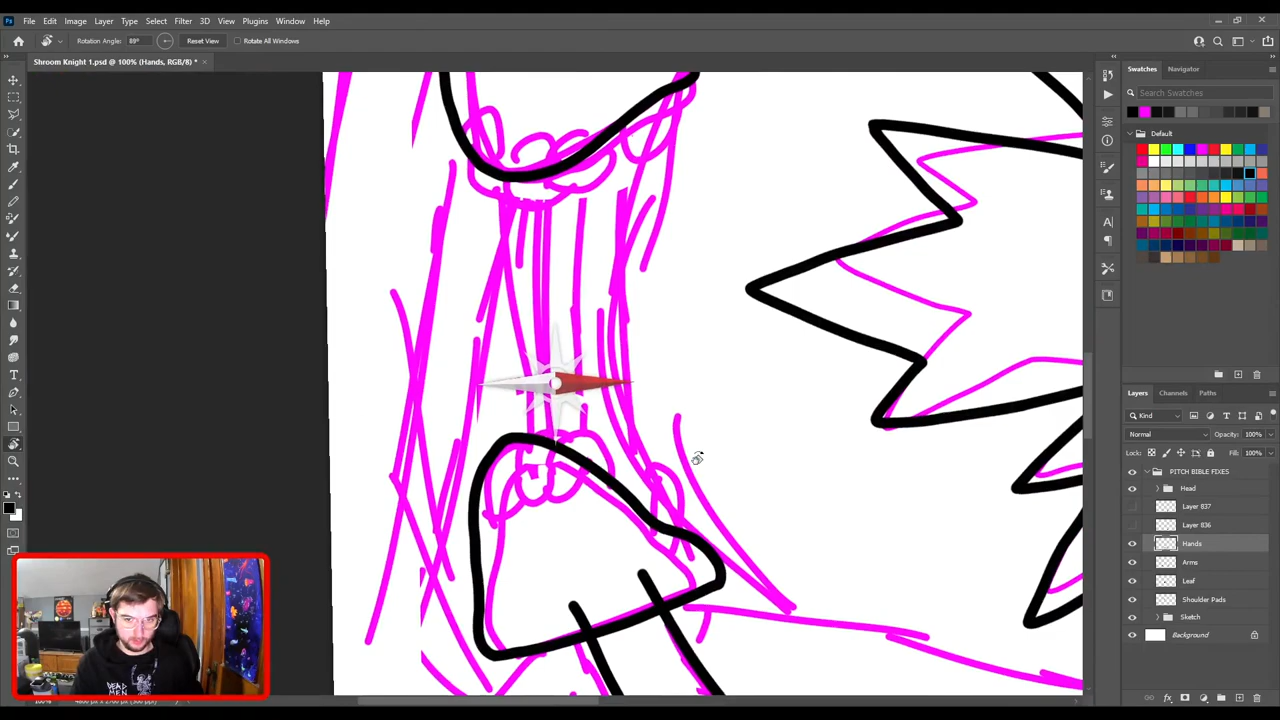 Ps File Edit Image Layer Type Select Filter 3D View Plugins Window Help
Rotation Angle: 89° Reset View Rotate All Windows
Shroom Knight 1.psd @ 100% (Hands, RGB/8) *
Swatches Navigator
Search Swatches
Default
Layers Channels Paths
Kind
Normal Opacity: 100%
Lock: Fill: 100%
PITCH BIBLE FIXES
Head
Layer 837
Layer 836
Hands
Arms
Leaf
Shoulder Pads
Sketch
Background
DEAD
MEN